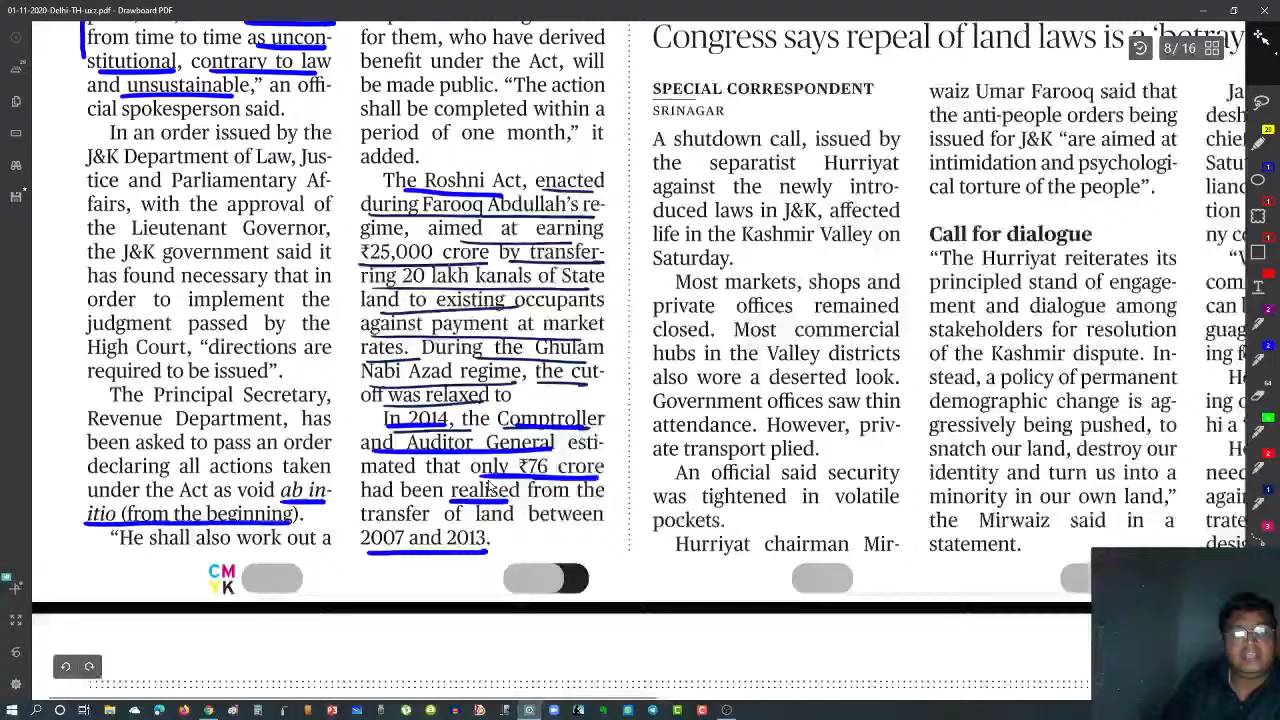 01-11-2020-Delhi-TH-uxz.pdf - Drawboard PDF
8/16
from time to time as uncon-
stitutional, contrary to law
and unsustainable,” an offi-
cial spokesperson said.
In an order issued by the
J&K Department of Law, Jus-
tice and Parliamentary Af-
fairs, with the approval of
the Lieutenant Governor,
the J&K government said it
has found necessary that in
order to implement the
judgment passed by the
High Court, “directions are
required to be issued”.
The Principal Secretary,
Revenue Department, has
been asked to pass an order
declaring all actions taken
under the Act as void ab in-
itio (from the beginning).
“He shall also work out a
for them, who have derived
benefit under the Act, will
be made public. “The action
shall be completed within a
period of one month,” it
added.
The Roshni Act, enacted
during Farooq Abdullah’s re-
gime, aimed at earning
₹25,000 crore by transfer-
ring 20 lakh kanals of State
land to existing occupants
against payment at market
rates. During the Ghulam
Nabi Azad regime, the cut-
off was relaxed to
In 2014, the Comptroller
and Auditor General esti-
mated that only ₹76 crore
had been realised from the
transfer of land between
2007 and 2013.
Congress says repeal of land laws is a ‘betray
SPECIAL CORRESPONDENT
SRINAGAR
A shutdown call, issued by
the separatist Hurriyat
against the newly intro-
duced laws in J&K, affected
life in the Kashmir Valley on
Saturday.
Most markets, shops and
private offices remained
closed. Most commercial
hubs in the Valley districts
also wore a deserted look.
Government offices saw thin
attendance. However, priv-
ate transport plied.
An official said security
was tightened in volatile
pockets.
Hurriyat chairman Mir-
waiz Umar Farooq said that
the anti-people orders being
issued for J&K “are aimed at
intimidation and psychologi-
cal torture of the people”.
Call for dialogue
“The Hurriyat reiterates its
principled stand of engage-
ment and dialogue among
stakeholders for resolution
of the Kashmir dispute. In-
stead, a policy of permanent
demographic change is ag-
gressively being pushed, to
snatch our land, destroy our
identity and turn us into a
minority in our own land,”
the Mirwaiz said in a
statement.
CM
YK